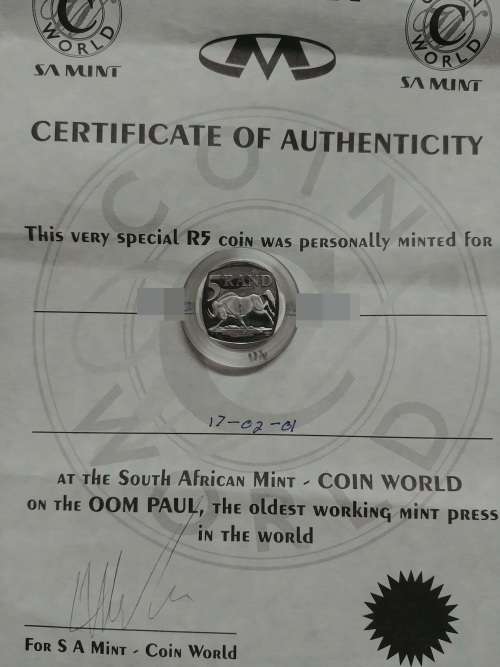 C
WORLD
SA MINT
COIN
C
WORLD
SA MINT
CERTIFICATE OF AUTHENTICITY
COIN
WORLD
This very special R5 coin was personally minted for
5 RAND
17-02-01
at the South African Mint - COIN WORLD
on the OOM PAUL, the oldest working mint press
in the world
For S A Mint - Coin World